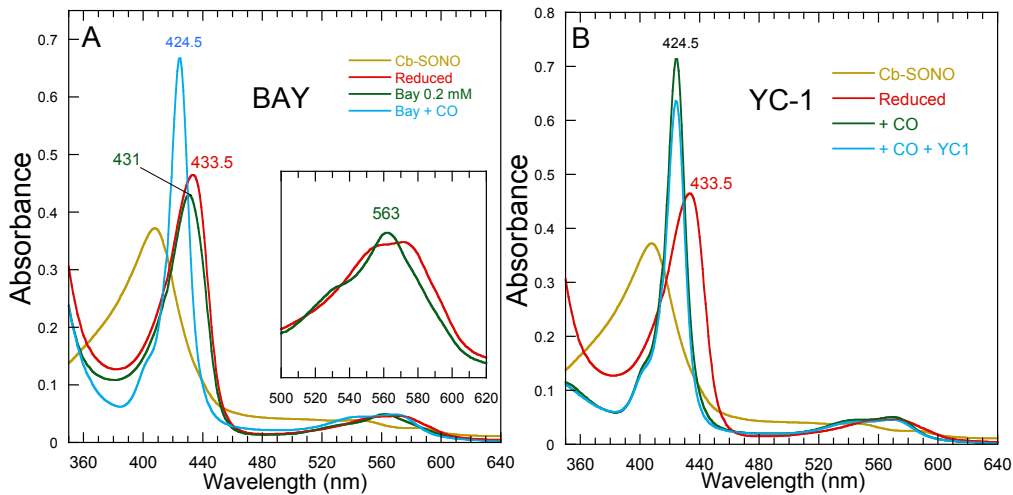 A
424.5
Cb-SONO
Reduced
Bay 0.2 mM
Bay + CO
BAY
431
433.5
563
500 520 540 560 580 600 620
0.7
0.6
0.5
0.4
0.3
0.2
0.1
0
Absorbance
360 400 440 480 520 560 600 640
Wavelength (nm)
B
424.5
Cb-SONO
Reduced
+ CO
+ CO + YC1
YC-1
433.5
0.8
0.7
0.6
0.5
0.4
0.3
0.2
0.1
0
Absorbance
360 400 440 480 520 560 600 640
Wavelength (nm)